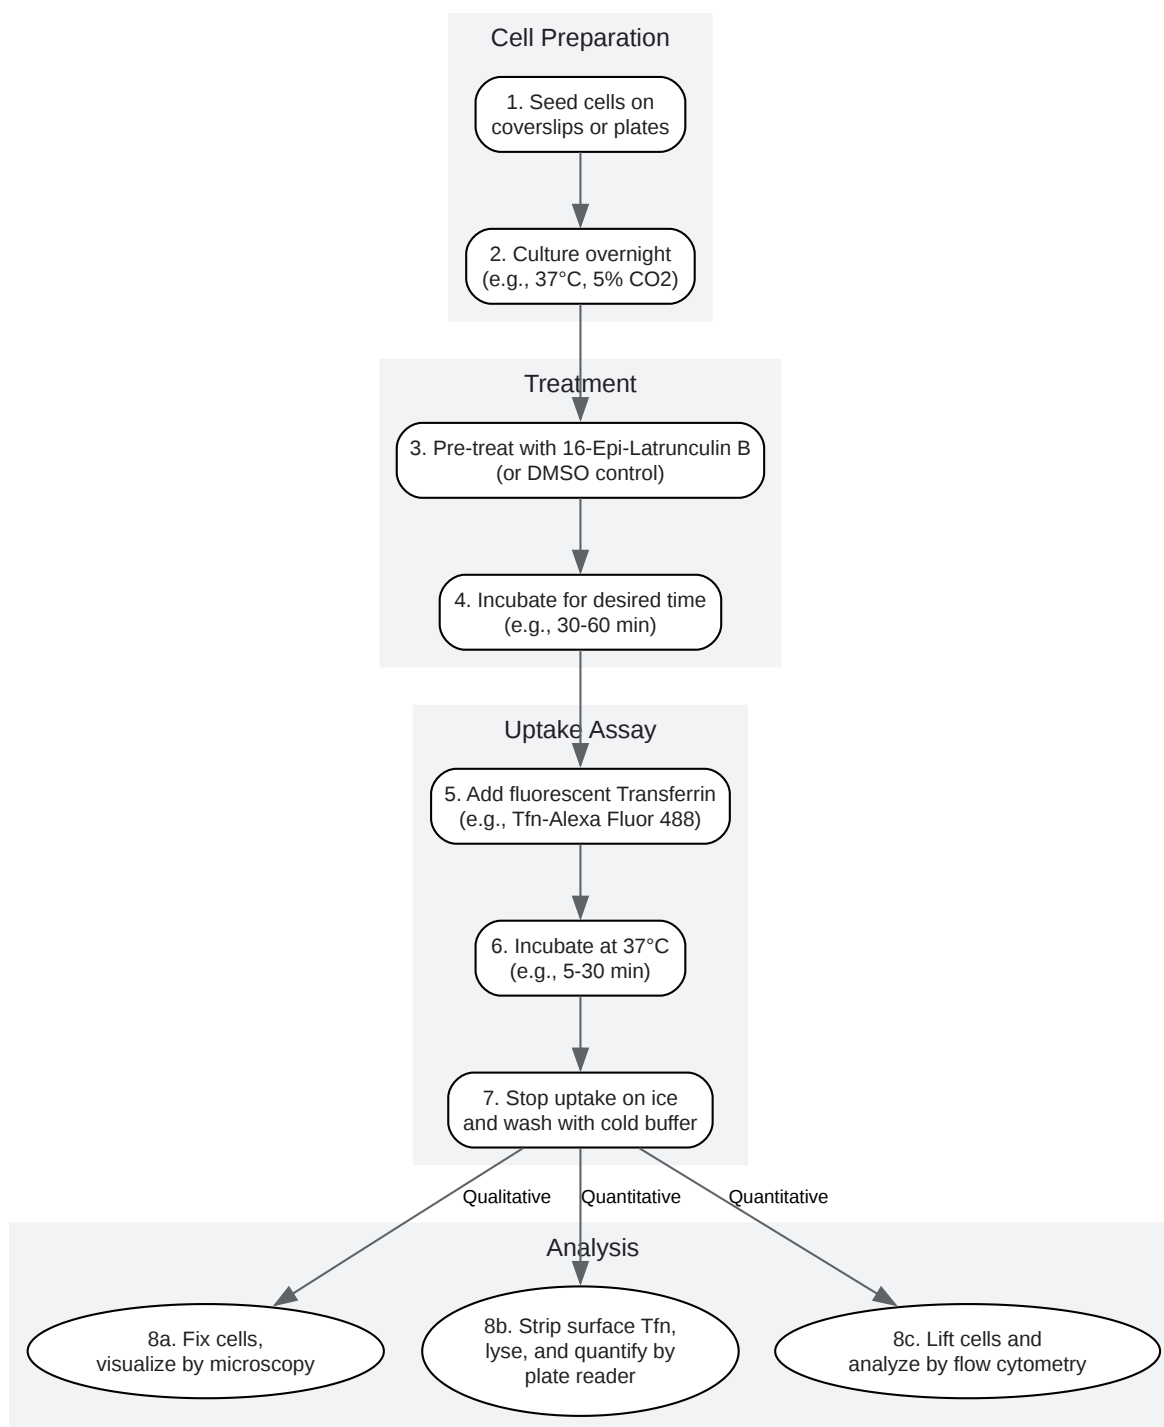 Cell Preparation
1. Seed cells on
coverslips or plates
2. Culture overnight
(e.g., 37°C, 5% CO2)
Treatment
3. Pre-treat with 16-Epi-Latrunculin B
(or DMSO control)
4. Incubate for desired time
(e.g., 30-60 min)
Uptake Assay
5. Add fluorescent Transferrin
(e.g., Tfn-Alexa Fluor 488)
6. Incubate at 37°C
(e.g., 5-30 min)
7. Stop uptake on ice
and wash with cold buffer
Qualitative
Quantitative
Quantitative
Analysis
8a. Fix cells,
visualize by microscopy
8b. Strip surface Tfn,
lyse, and quantify by
plate reader
8c. Lift cells and
analyze by flow cytometry